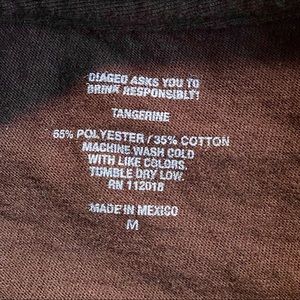 DIAGEO ASKS YOU TO
DRINK RESPONSIBLY!
TANGERINE
65% POLYESTER / 35% COTTON
MACHINE WASH COLD
WITH LIKE COLORS.
TUMBLE DRY LOW.
RN 112018
MADE IN MEXICO
M